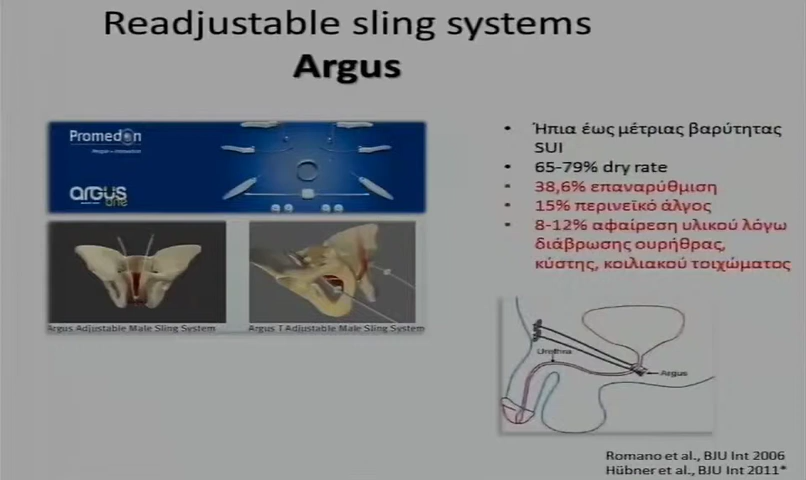 Readjustable sling systems
Argus
Promedon
argus
one
Argus Adjustable Male Sling System
Argus T Adjustable Male Sling System
• Ήπια έως μέτριας βαρύτητας
SUI
• 65-79% dry rate
• 38,6% επαναρύθμιση
• 15% περινεϊκό άλγος
• 8-12% αφαίρεση υλικού λόγω
διάβρωσης ουρήθρας,
κύστης, κοιλιακού τοιχώματος
Urethra
Argus
Romano et al., BJU Int 2006
Hübner et al., BJU Int 2011*